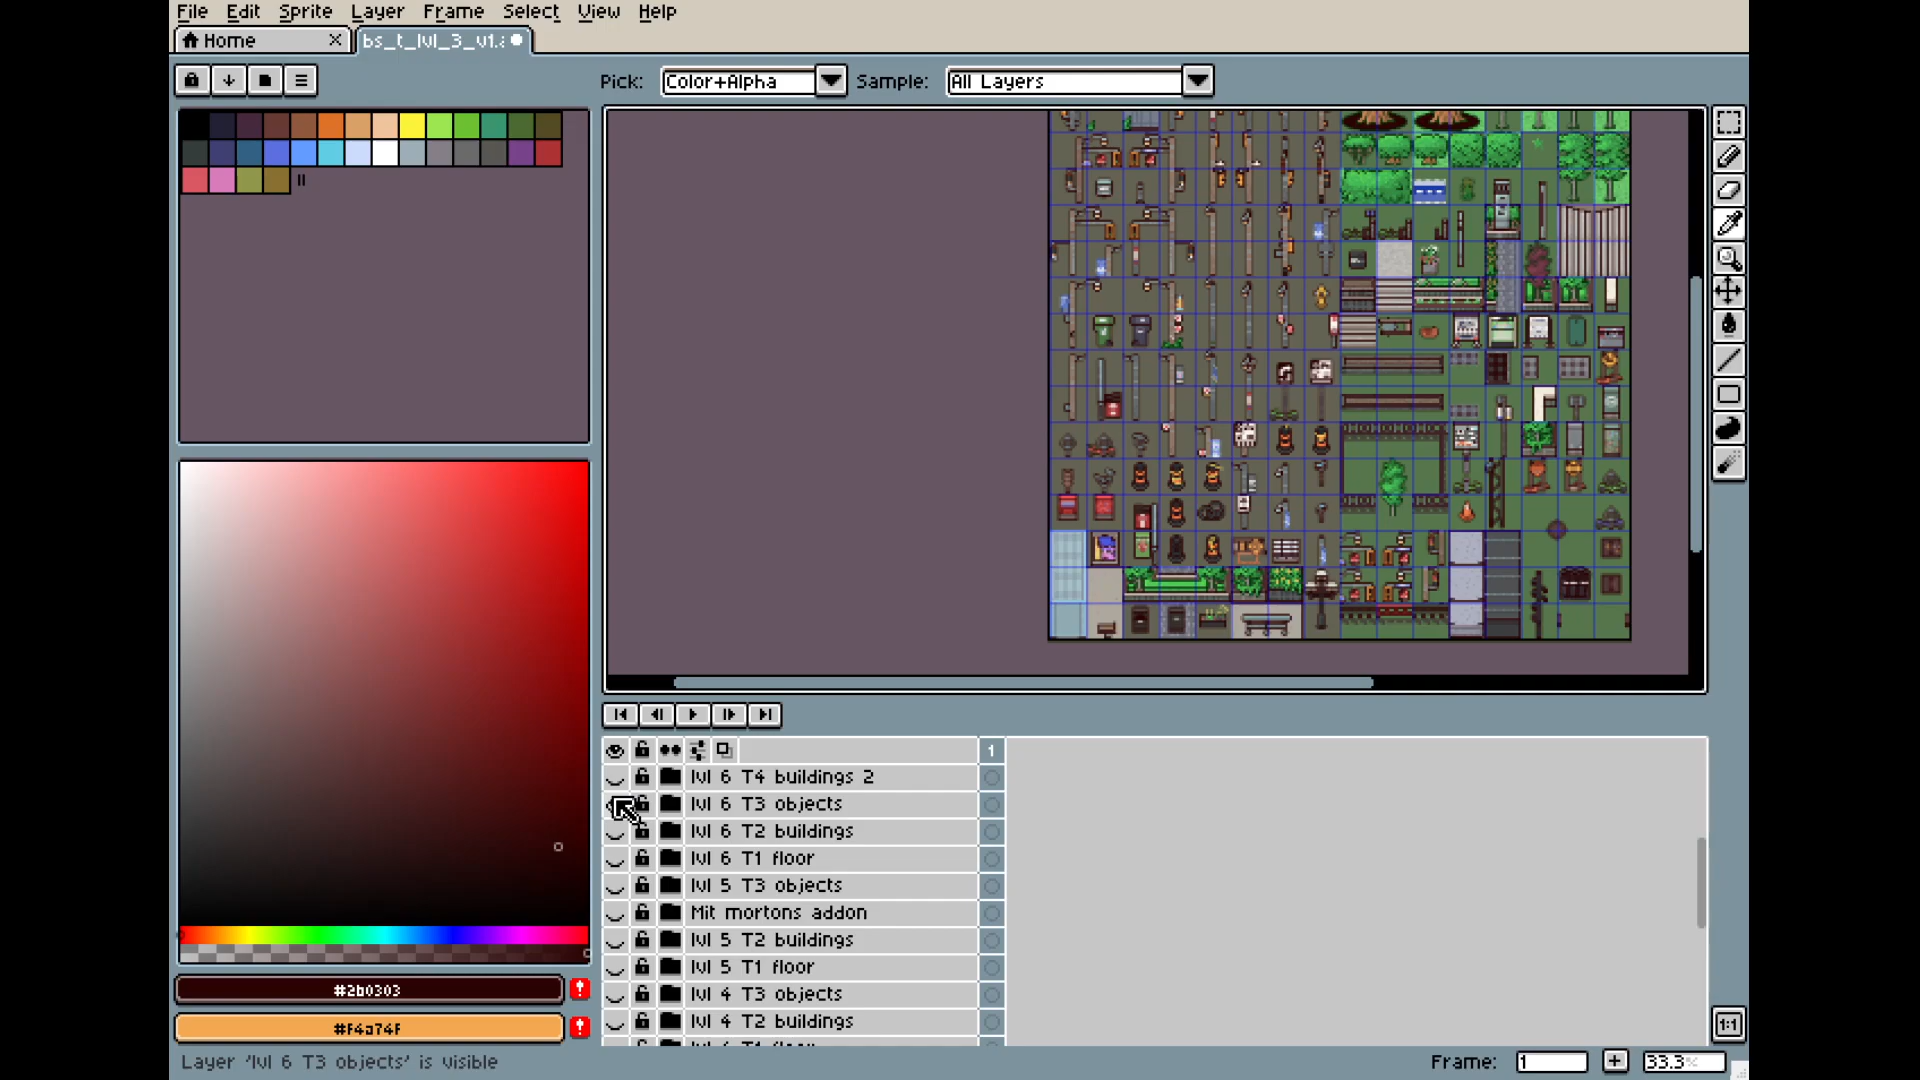 File Edit Sprite Layer Frame Select View Help
Home bs_t_lvl_3_v1.a
Pick: Color+Alpha Sample: All Layers
1
lvl 6 T4 buildings 2
lvl 6 T3 objects
lvl 6 T2 buildings
lvl 6 T1 floor
lvl 5 T3 objects
Mit mortons addon
lvl 5 T2 buildings
lvl 5 T1 floor
lvl 4 T3 objects
lvl 4 T2 buildings
#2b0303
#f4a74f
1:1
Layer 'lvl 6 T3 objects' is visible
Frame: 1 + 33.3%